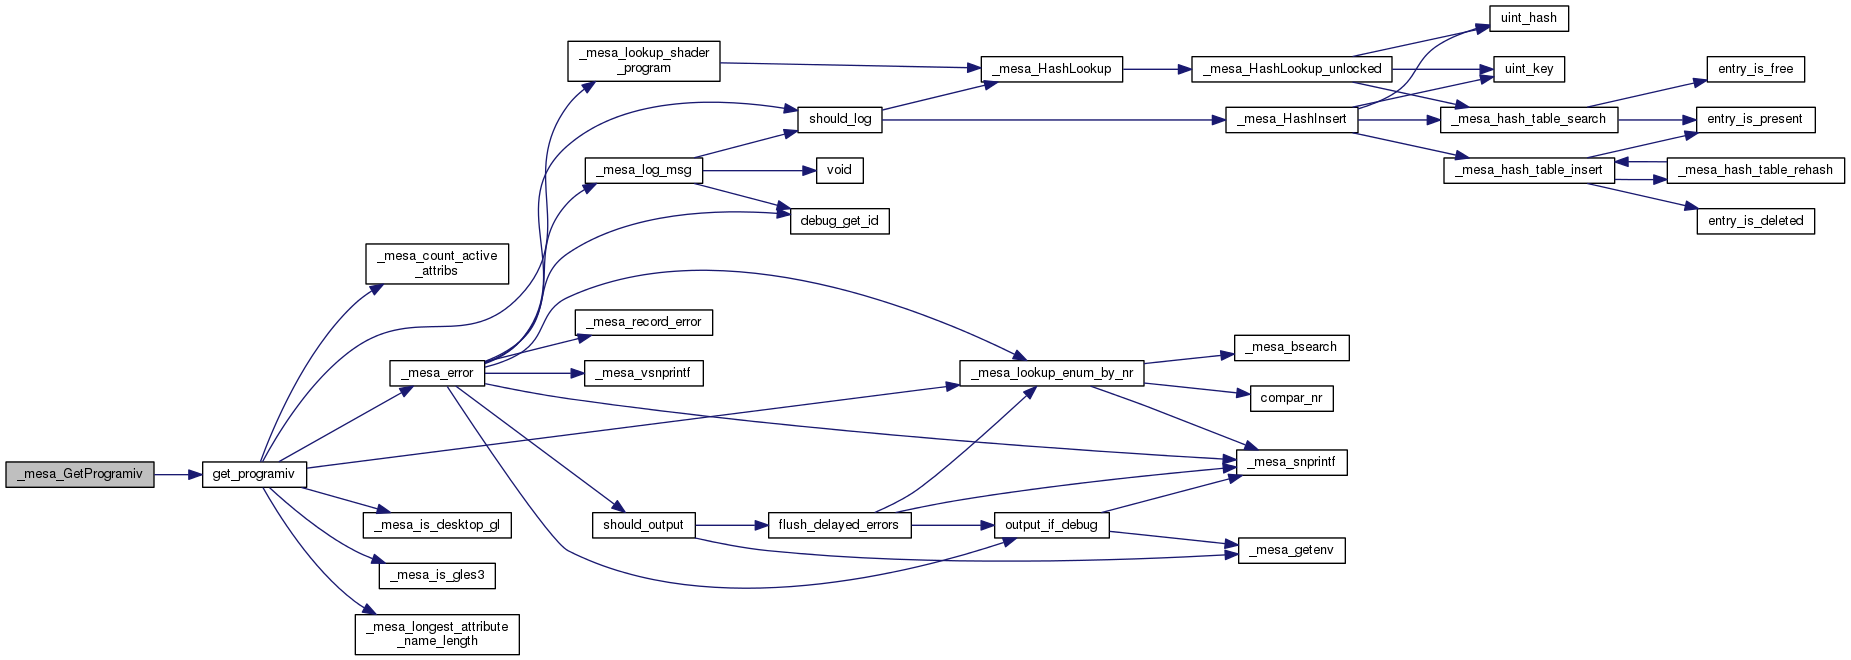 uint_hash
_mesa_lookup_shader
_program
_mesa_HashLookup
_mesa_HashLookup_unlocked
uint_key
entry_is_free
should_log
_mesa_HashInsert
_mesa_hash_table_search
entry_is_present
_mesa_log_msg
void
_mesa_hash_table_insert
_mesa_hash_table_rehash
debug_get_id
entry_is_deleted
_mesa_count_active
_attribs
_mesa_record_error
_mesa_bsearch
_mesa_error
_mesa_vsnprintf
_mesa_lookup_enum_by_nr
compar_nr
_mesa_GetProgramiv
get_programiv
_mesa_snprintf
_mesa_is_desktop_gl
should_output
flush_delayed_errors
output_if_debug
_mesa_getenv
_mesa_is_gles3
_mesa_longest_attribute
_name_length